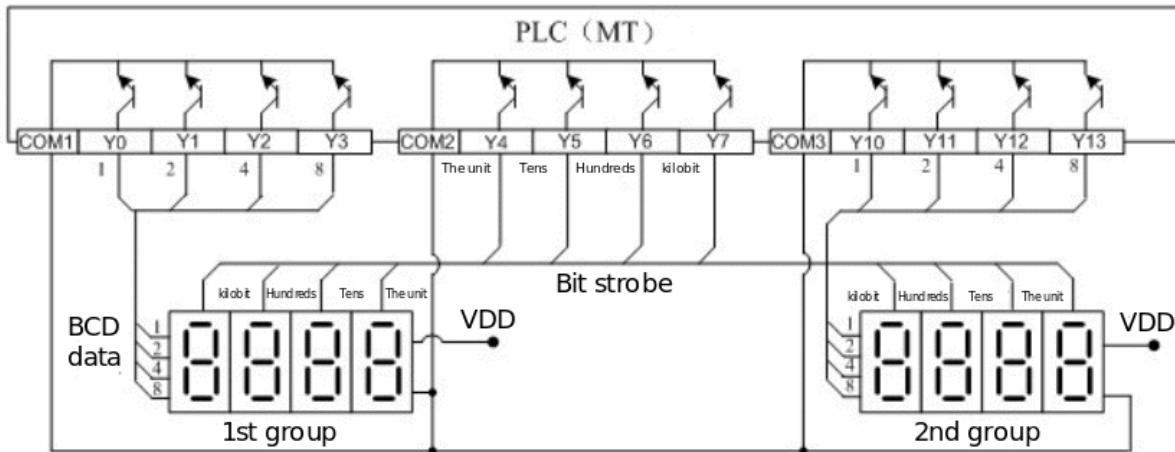 PLC (MT)
COM1 Y0 Y1 Y2 Y3 COM2 Y4 Y5 Y6 Y7 COM3 Y10 Y11 Y12 Y13
1 2 4 8 The unit Tens Hundreds kilobit 1 2 4 8
Bit strobe
kilobit Hundreds Tens The unit
kilobit Hundreds Tens The unit
BCD
data
1
2
4
8
8888
VDD
1
2
4
8
8888
VDD
1st group
2nd group